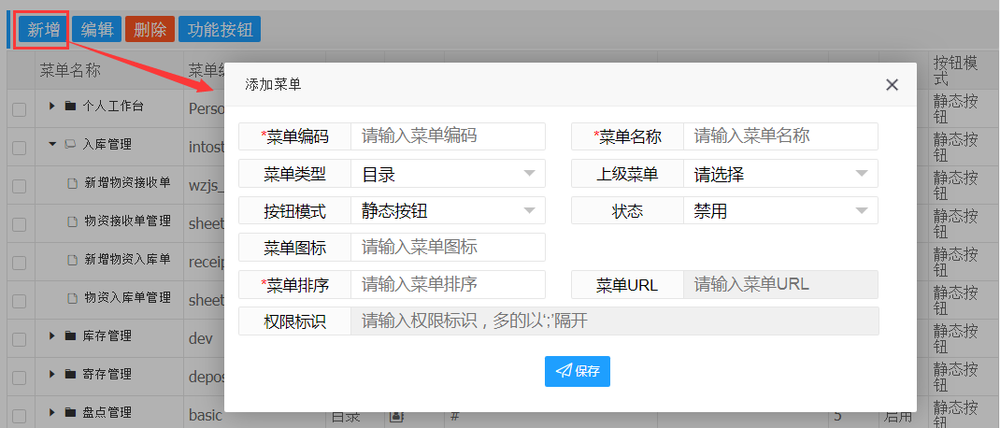 新增 编辑 删除 功能按钮
菜单名称 菜单编 按钮模式
添加菜单
个人工作台 Perso 静态按钮
*菜单编码 请输入菜单编码 *菜单名称 请输入菜单名称
入库管理 intost 静态按钮
菜单类型 目录 上级菜单 请选择
新增物资接收单 wzjs_ 静态按钮
按钮模式 静态按钮 状态 禁用
物资接收单管理 sheet 静态按钮
菜单图标 请输入菜单图标
新增物资入库单 receip 静态按钮
*菜单排序 请输入菜单排序 菜单URL 请输入菜单URL
物资入库单管理 sheet 静态按钮
权限标识 请输入权限标识，多的以‘;’隔开
库存管理 dev 静态按钮
保存
寄存管理 depos 静态按钮
盘点管理 basic 目录 # 5 启用 静态按钮